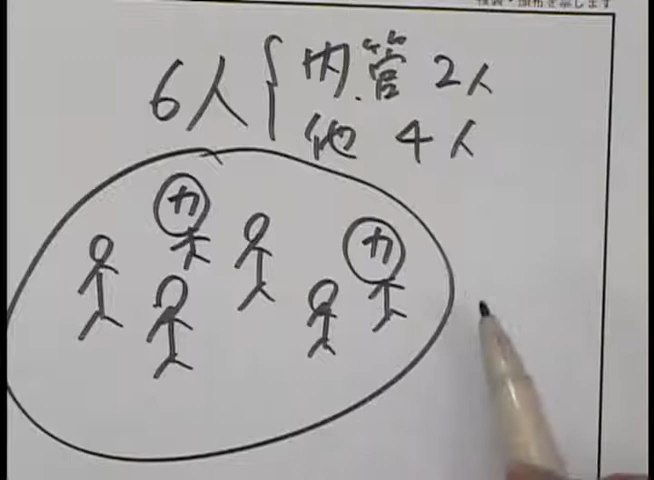 6人 { 内.管 2人
他 4人
カ
カ